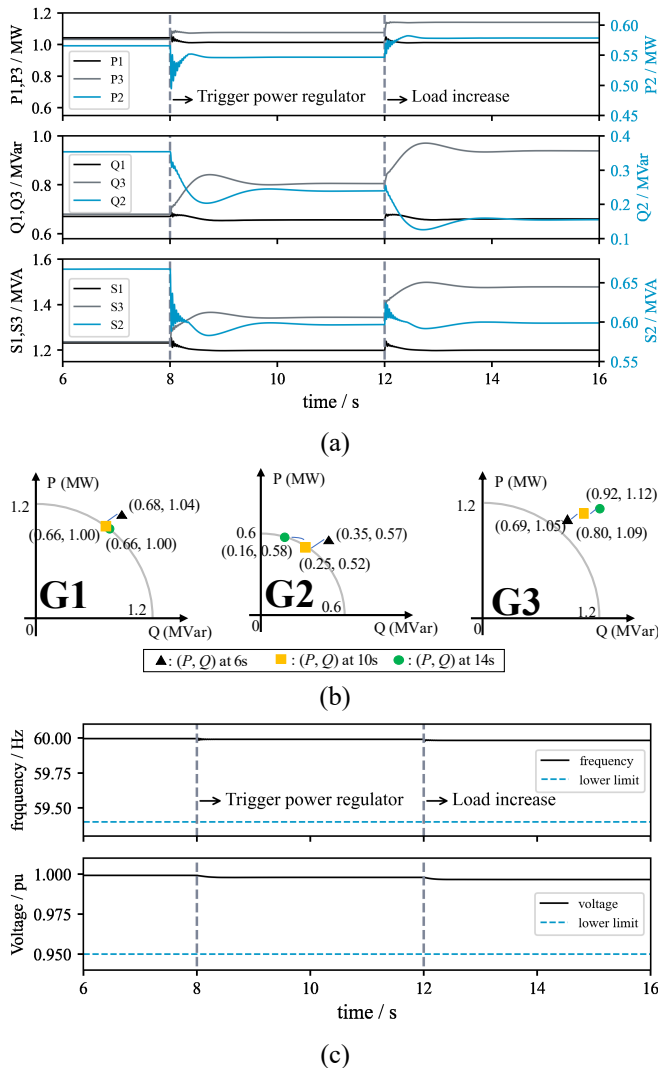 1.2
1.0
0.8
0.6
P1,P3 / MW
P1
P3
P2
Trigger power regulator
Load increase
0.60
0.55
0.50
0.45
P2 / MW
1.0
0.8
0.6
Q1,Q3 / MVar
Q1
Q3
Q2
0.4
0.3
0.2
0.1
Q2 / MVar
1.6
1.4
1.2
S1,S3 / MVA
S1
S3
S2
0.65
0.60
0.55
S2 / MVA
6 8 10 12 14 16
time / s
(a)
P (MW)
1.2
(0.68, 1.04)
(0.66, 1.00)
(0.66, 1.00)
G1
1.2
0
Q (MVar)
P (MW)
0.6
(0.35, 0.57)
(0.16, 0.58)
(0.25, 0.52)
G2
0.6
0
Q (MVar)
P (MW)
1.2
(0.92, 1.12)
(0.69, 1.05)
(0.80, 1.09)
G3
1.2
0
Q (MVar)
: (P, Q) at 6s : (P, Q) at 10s : (P, Q) at 14s
(b)
60.00
59.75
59.50
frqquency / Hz
frequency
lower limit
Trigger power regulator
Load increase
1.000
0.975
0.950
Voltage / pu
voltage
lower limit
6 8 10 12 14 16
time / s
(c)